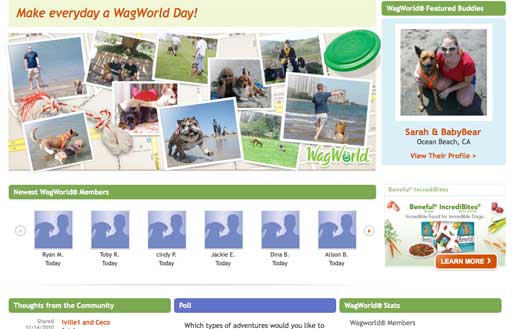 Make everyday a WagWorld Day!
WagWorld
WagWorld® Featured Buddies
Sarah & BabyBear
Ocean Beach, CA
View Their Profile >
Newest WagWorld® Members
Ryan M.
Today
Toby R.
Today
cindy P.
Today
Jackie E.
Today
Dina B.
Today
Alison B.
Today
Beneful® IncrediBites
Beneful® IncrediBites®
Incredible Food for Incredible Dogs.
LEARN MORE >
Thoughts from the Community
Shared
12/14/2010
lville1 and Ceco
Poll
Which types of adventures would you like to
WagWorld® Stats
Wagworld® Members